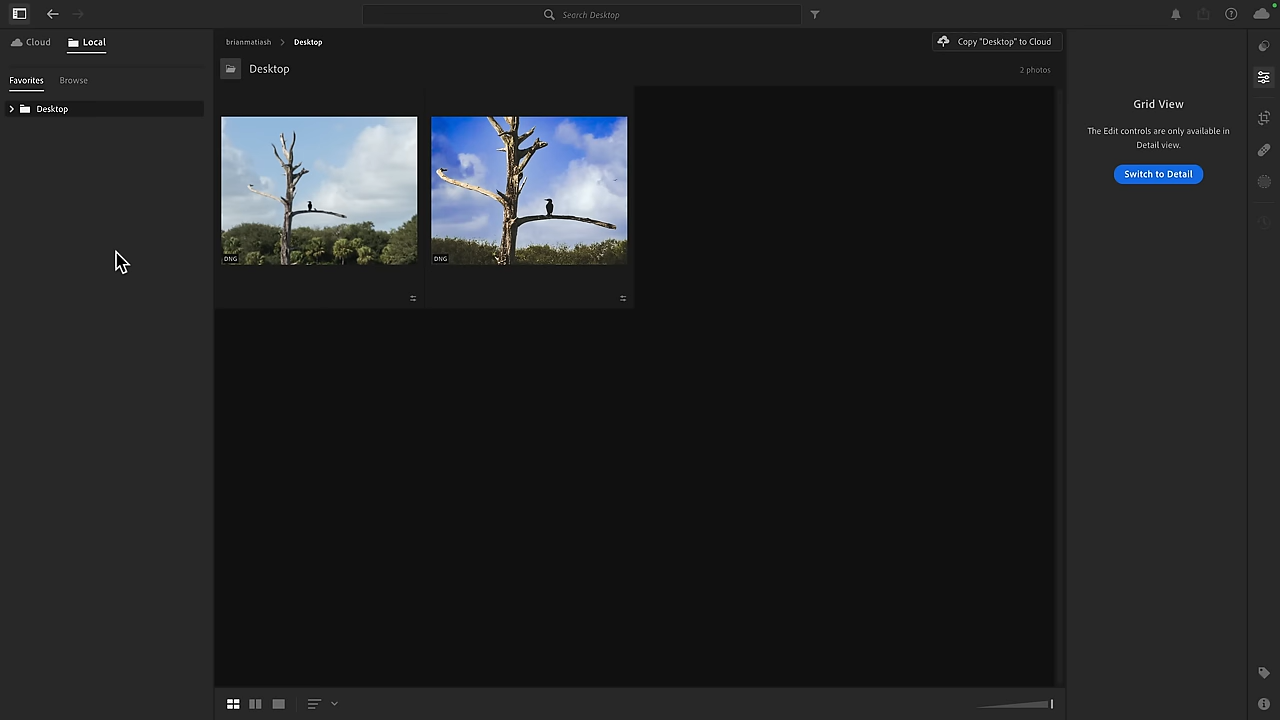 Search Desktop
Cloud
Local
brianmatiash > Desktop
Copy "Desktop" to Cloud
Desktop
2 photos
Favorites
Browse
Desktop
Grid View
The Edit controls are only available in
Detail view.
Switch to Detail
DNG
DNG